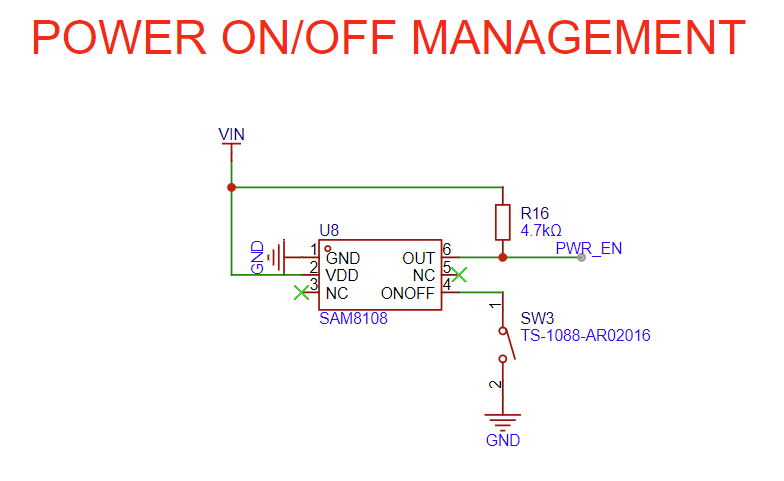 POWER ON/OFF MANAGEMENT
VIN
R16
4.7kΩ
PWR_EN
U8
GND
1
GND
OUT
6
2
VDD
NC
5
3
NC
ONOFF
4
SAM8108
1
SW3
TS-1088-AR02016
2
GND